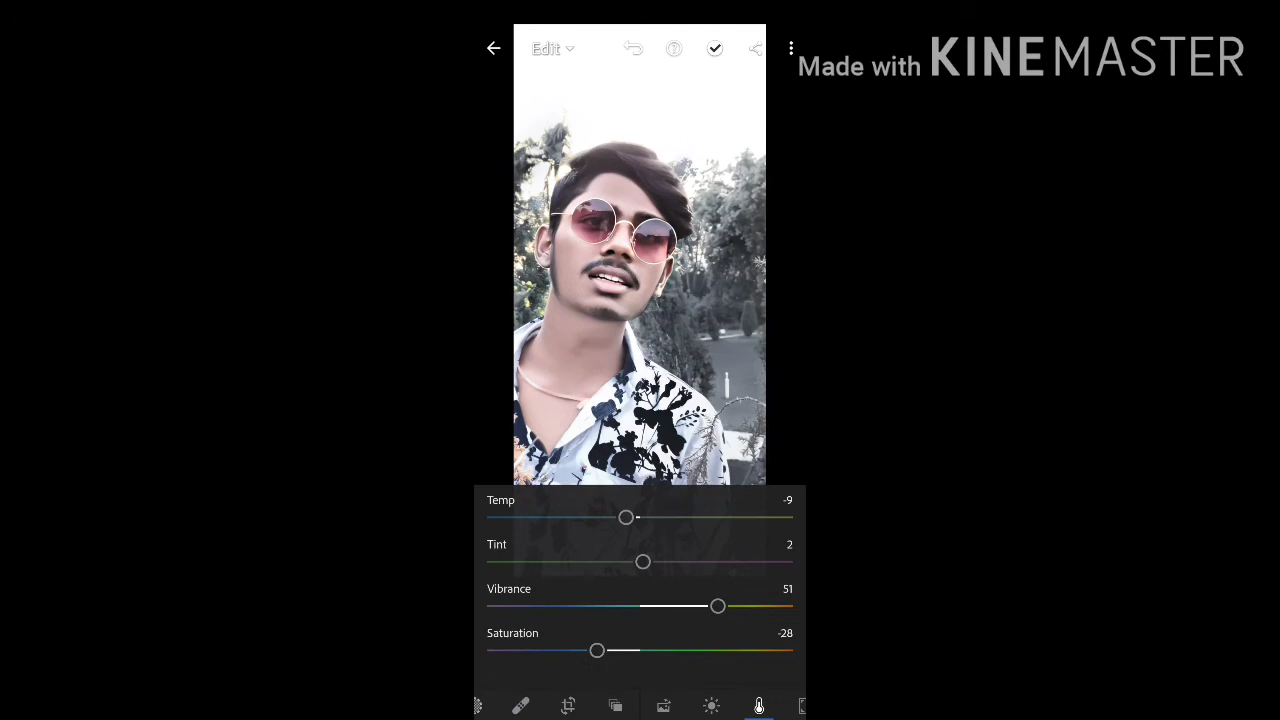 Edit
Made with KINEMASTER
Temp -9
Tint 2
Vibrance 51
Saturation -28